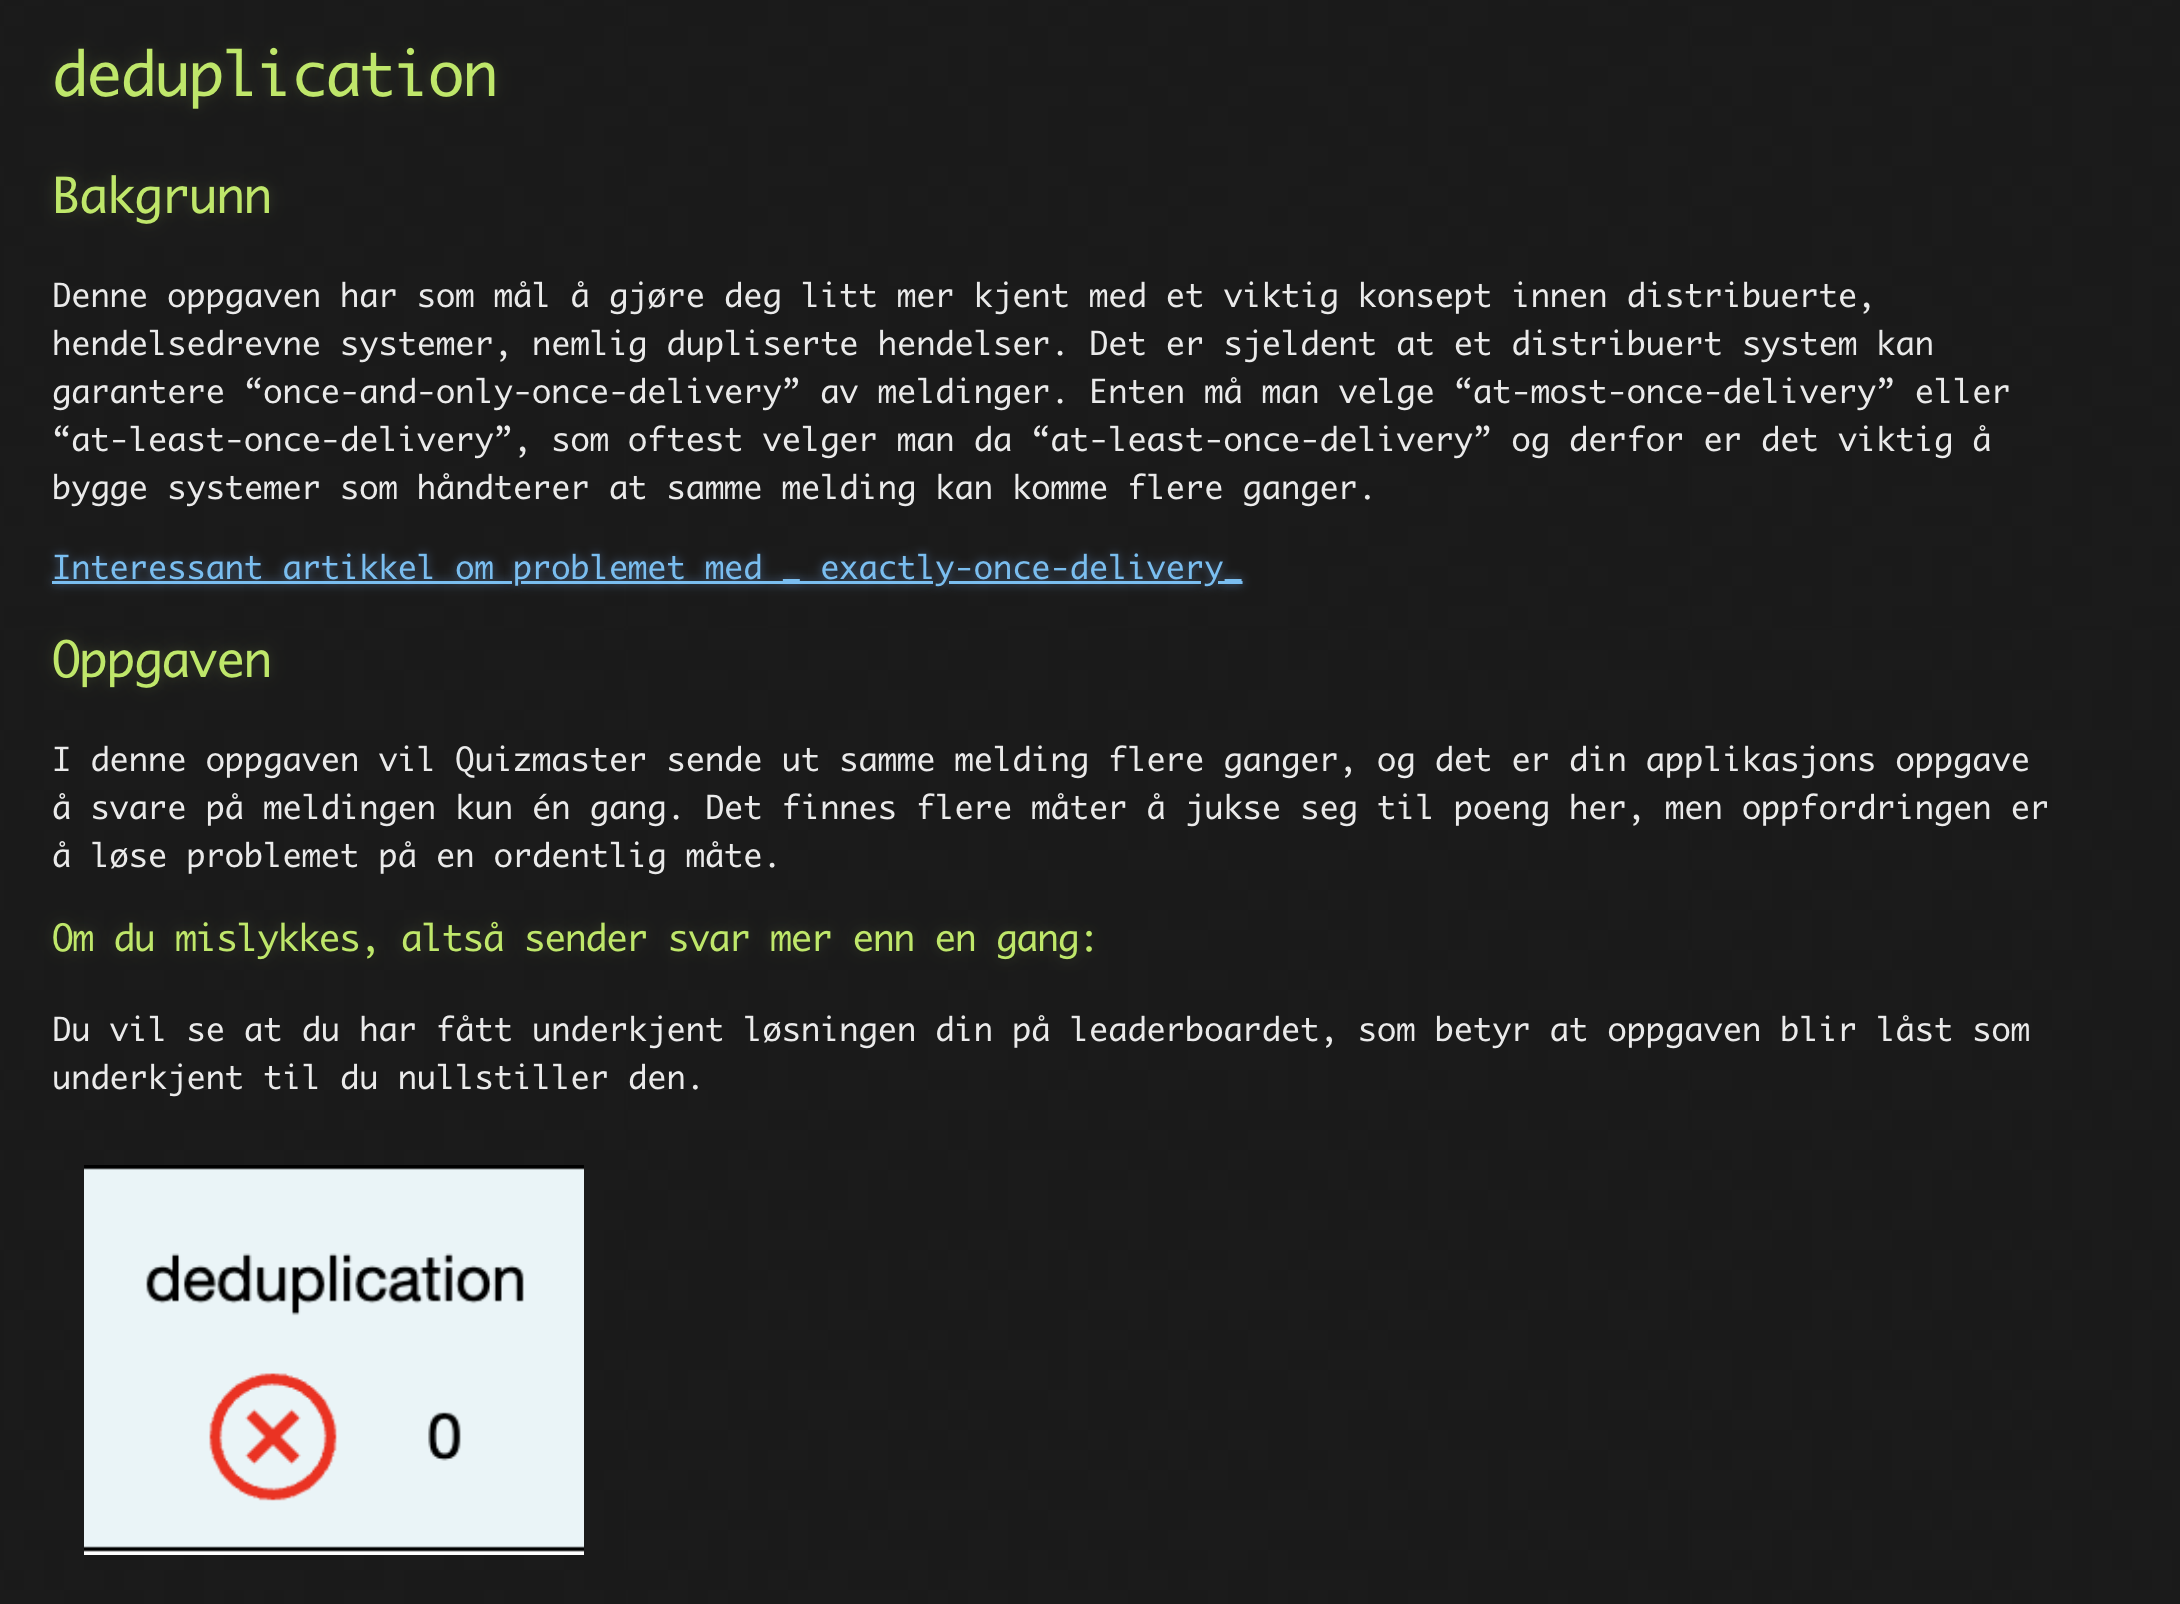 deduplication
Bakgrunn
Denne oppgaven har som mål å gjøre deg litt mer kjent med et viktig konsept innen distribuerte,
hendelsedrevne systemer, nemlig dupliserte hendelser. Det er sjeldent at et distribuert system kan
garantere “once-and-only-once-delivery” av meldinger. Enten må man velge “at-most-once-delivery” eller
“at-least-once-delivery”, som oftest velger man da “at-least-once-delivery” og derfor er det viktig å
bygge systemer som håndterer at samme melding kan komme flere ganger.
Interessant artikkel om problemet med _ exactly-once-delivery_
Oppgaven
I denne oppgaven vil Quizmaster sende ut samme melding flere ganger, og det er din applikasjons oppgave
å svare på meldingen kun én gang. Det finnes flere måter å jukse seg til poeng her, men oppfordringen er
å løse problemet på en ordentlig måte.
Om du mislykkes, altså sender svar mer enn en gang:
Du vil se at du har fått underkjent løsningen din på leaderboardet, som betyr at oppgaven blir låst som
underkjent til du nullstiller den.
deduplication
0